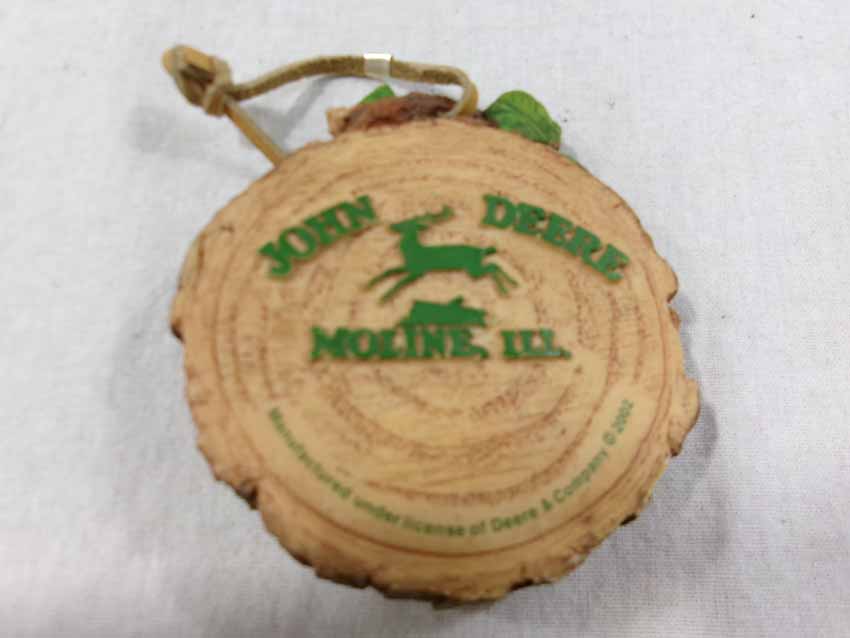 JOHN DEERE
MOLINE, ILL.
Manufactured under license of Deere & Company © 2002